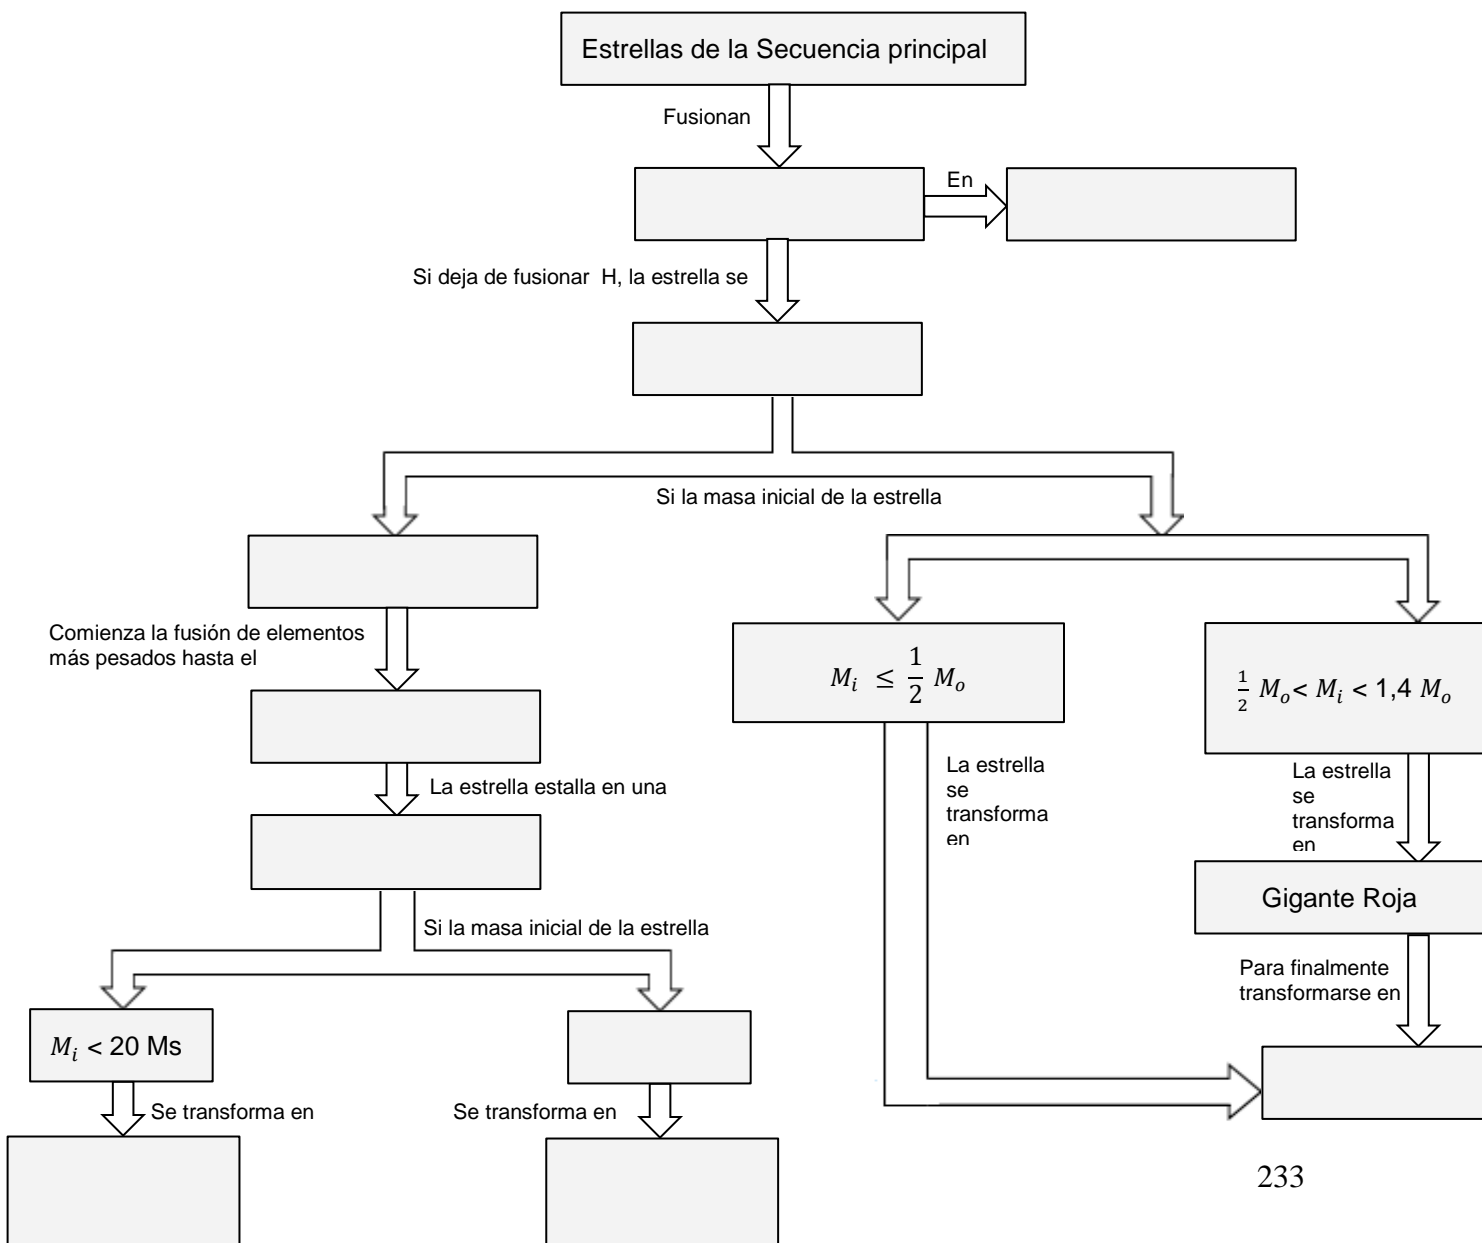 Estrellas de la Secuencia principal
Fusionan
En
Si deja de fusionar H, la estrella se
Si la masa inicial de la estrella
Comienza la fusión de elementos
más pesados hasta el
M_i ≤ 1/2 M_o
1/2 M_o < M_i < 1,4 M_o
La estrella estalla en una
La estrella
se
transforma
en
La estrella
se
transforma
en
Gigante Roja
Si la masa inicial de la estrella
Para finalmente
transformarse en
M_i < 20 Ms
Se transforma en
Se transforma en
233